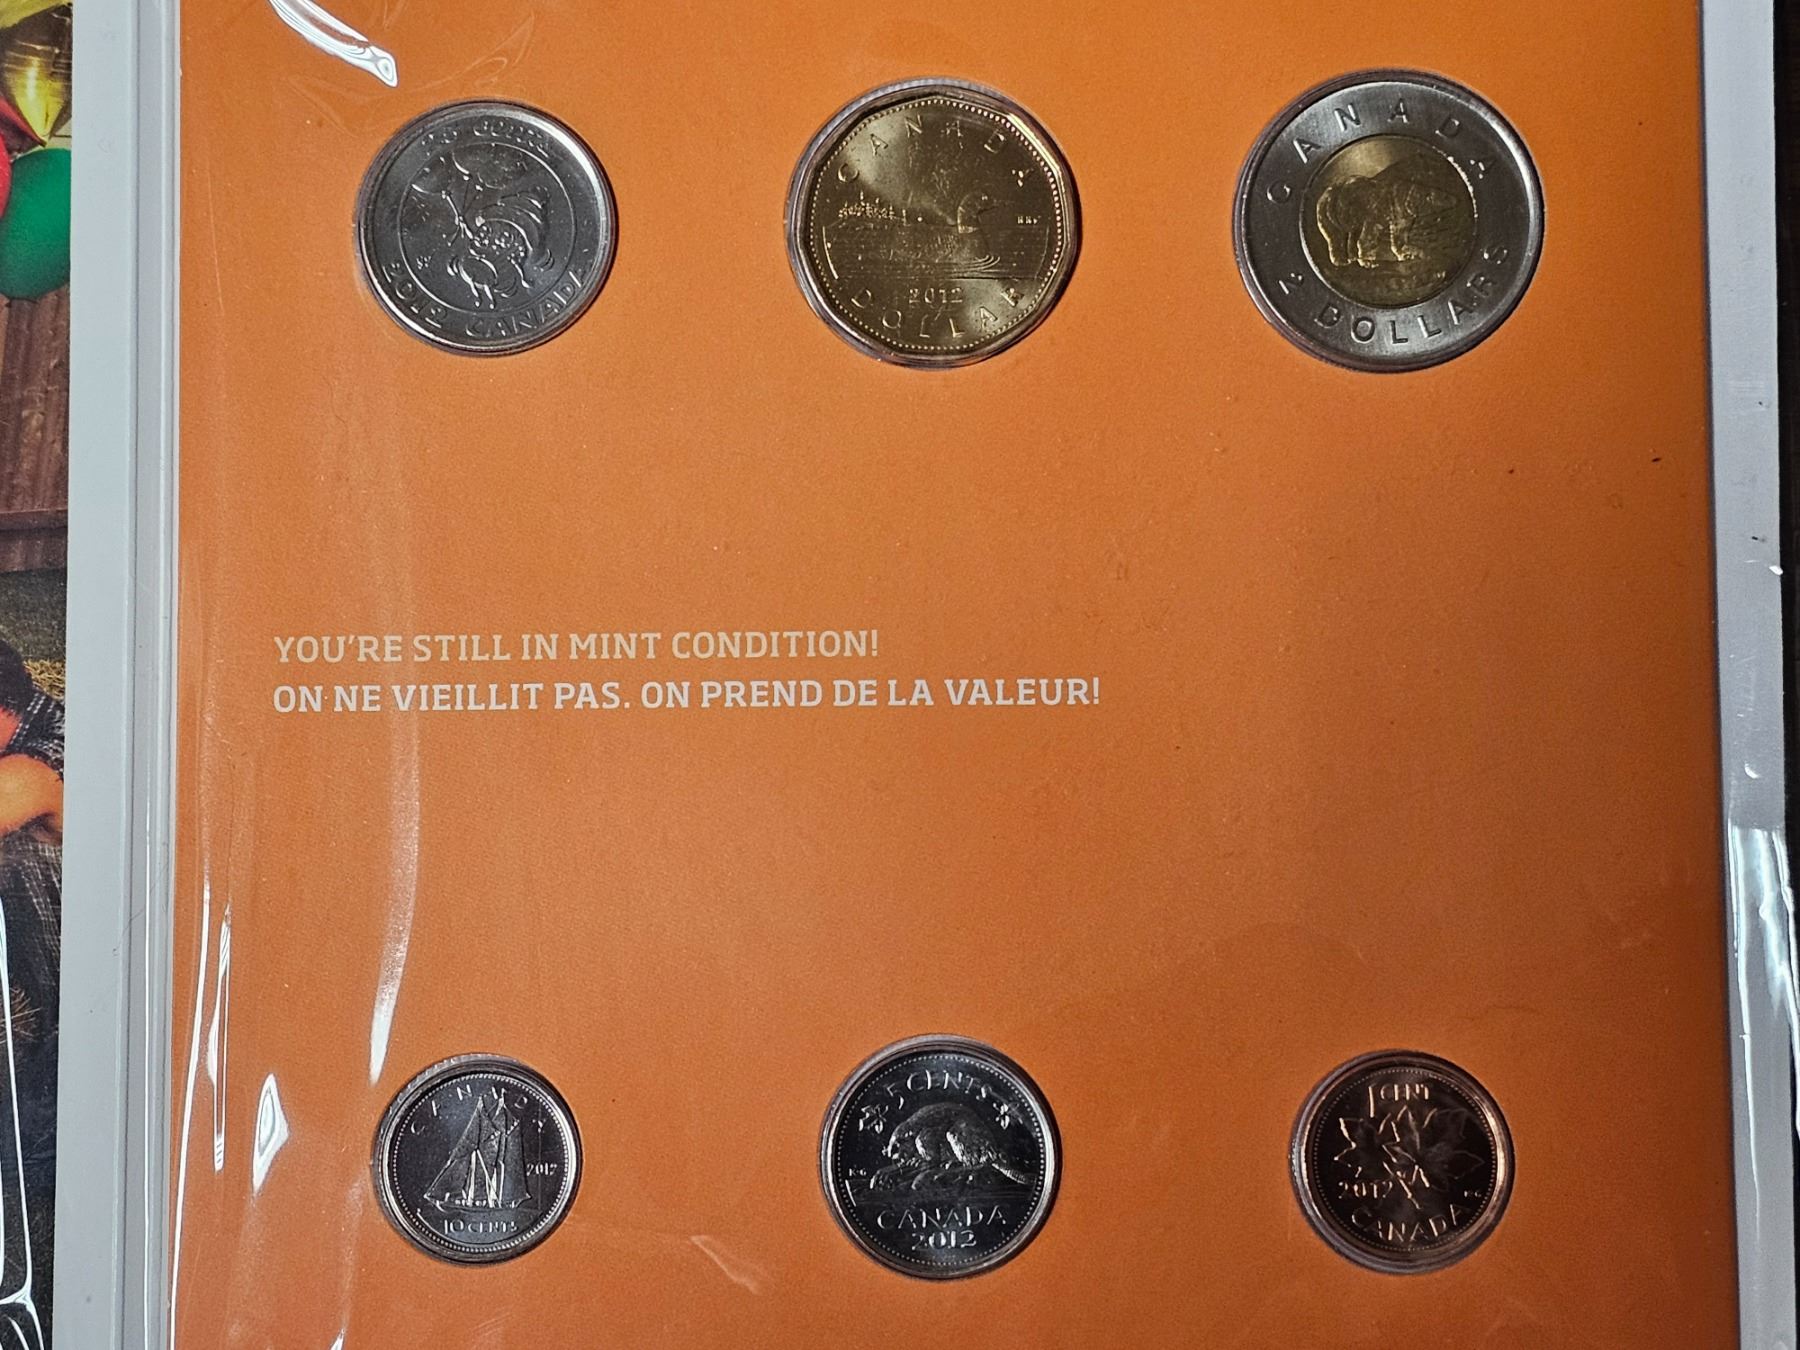 25 CENTS
2012 CANADA
CANADA
2012
DOLLAR
CANADA
2 DOLLARS
YOU'RE STILL IN MINT CONDITION!
ON NE VIEILLIT PAS. ON PREND DE LA VALEUR!
CANADA
2012
10 CENTS
5 CENTS
K·G
CANADA
2012
1 CENT
2012
CANADA